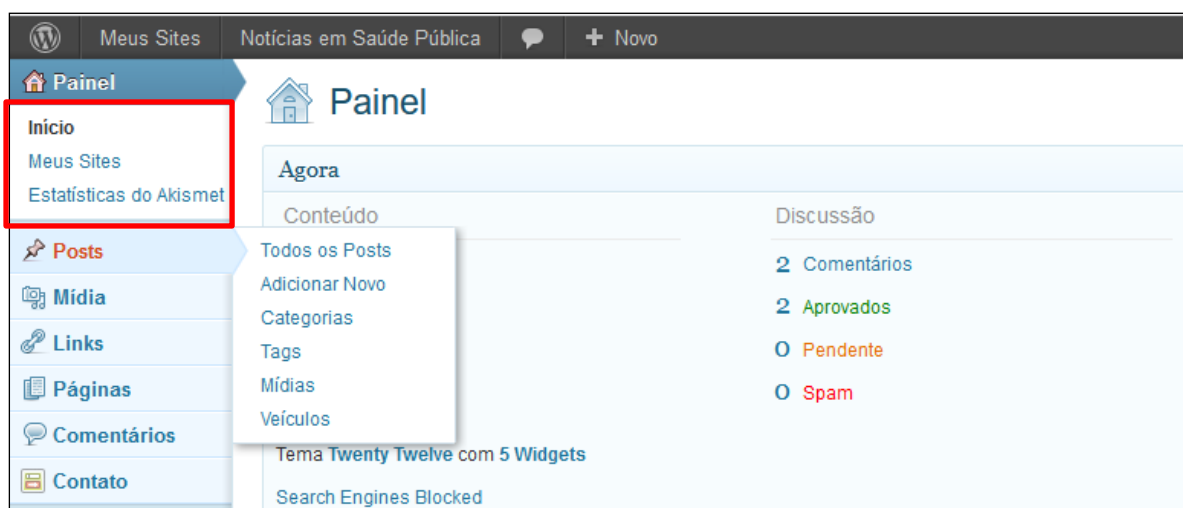 Meus Sites Notícias em Saúde Pública + Novo
Painel
Início
Meus Sites
Estatísticas do Akismet
Posts
Mídia
Links
Páginas
Comentários
Contato
Todos os Posts
Adicionar Novo
Categorias
Tags
Mídias
Veículos
Painel
Agora
Conteúdo
Discussão
2 Comentários
2 Aprovados
0 Pendente
0 Spam
Tema Twenty Twelve com 5 Widgets
Search Engines Blocked